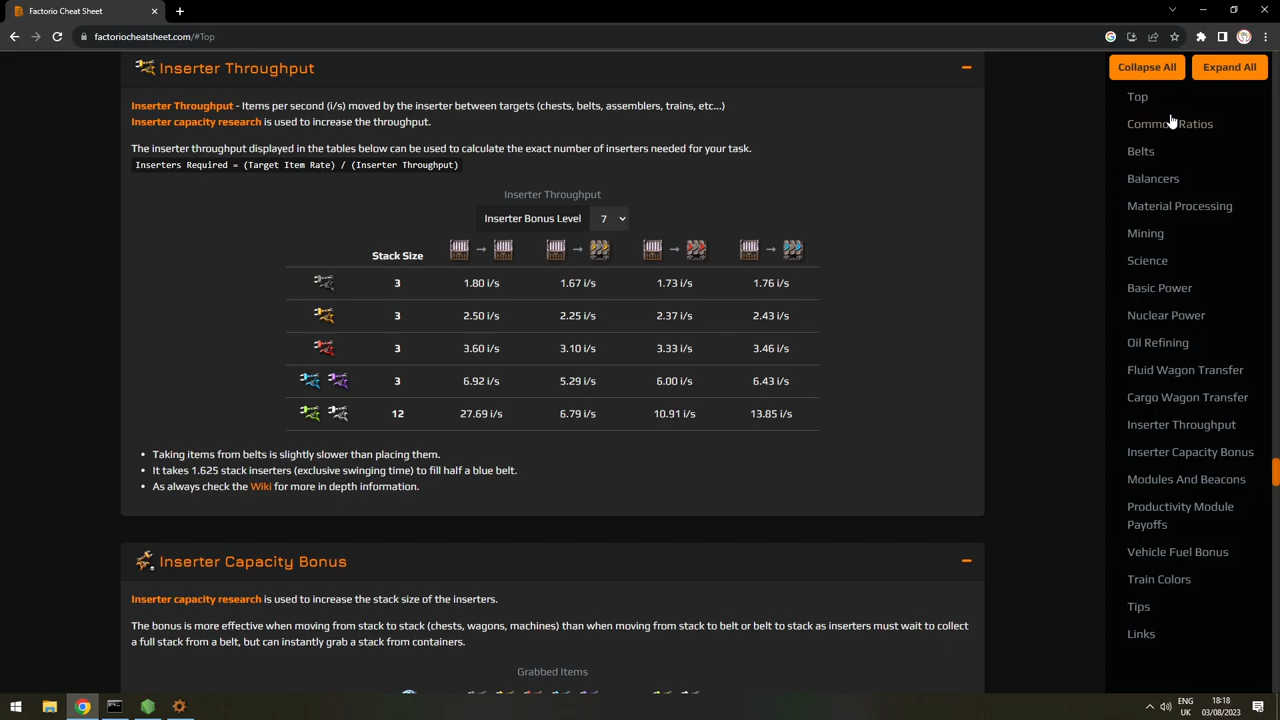 Factorio Cheat Sheet
factoriocheatsheet.com/#Top
Inserter Throughput
Inserter Throughput - Items per second (i/s) moved by the inserter between targets (chests, belts, assemblers, trains, etc...)
Inserter capacity research is used to increase the throughput.
The inserter throughput displayed in the tables below can be used to calculate the exact number of inserters needed for your task.
Inserters Required = (Target Item Rate) / (Inserter Throughput)
Inserter Throughput
Inserter Bonus Level 7
Stack Size
3 1.80 i/s 1.67 i/s 1.73 i/s 1.76 i/s
3 2.50 i/s 2.25 i/s 2.37 i/s 2.43 i/s
3 3.60 i/s 3.10 i/s 3.33 i/s 3.46 i/s
3 6.92 i/s 5.29 i/s 6.00 i/s 6.43 i/s
12 27.69 i/s 6.79 i/s 10.91 i/s 13.85 i/s
• Taking items from belts is slightly slower than placing them.
• It takes 1.625 stack inserters (exclusive swinging time) to fill half a blue belt.
• As always check the Wiki for more in depth information.
Inserter Capacity Bonus
Inserter capacity research is used to increase the stack size of the inserters.
The bonus is more effective when moving from stack to stack (chests, wagons, machines) than when moving from stack to belt or belt to stack as inserters must wait to collect
a full stack from a belt, but can instantly grab a stack from containers.
Grabbed Items
Collapse All
Expand All
Top
Common Ratios
Belts
Balancers
Material Processing
Mining
Science
Basic Power
Nuclear Power
Oil Refining
Fluid Wagon Transfer
Cargo Wagon Transfer
Inserter Throughput
Inserter Capacity Bonus
Modules And Beacons
Productivity Module
Payoffs
Vehicle Fuel Bonus
Train Colors
Tips
Links
ENG
UK
18:18
03/08/2023